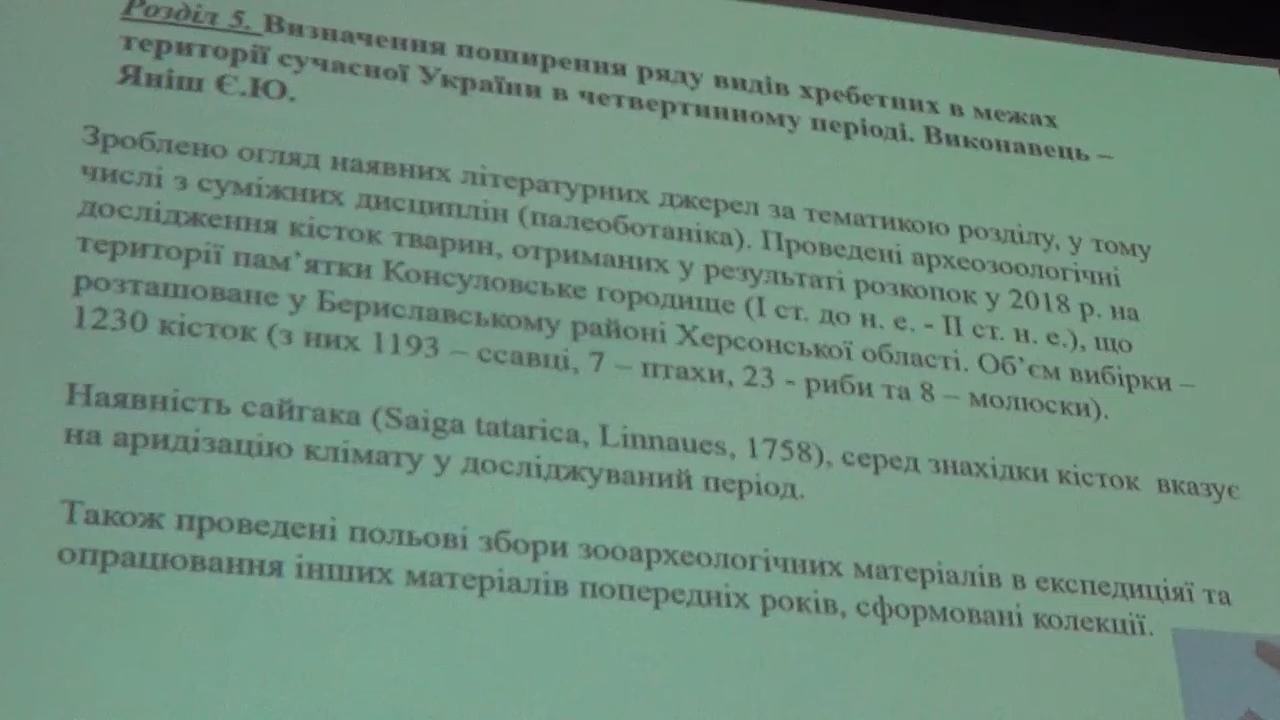 Розділ 5. Визначення поширення ряду видів хребетних в межах
території сучасної України в четвертинному періоді. Виконавець –
Яніш Є.Ю.
Зроблено огляд наявних літературних джерел за тематикою розділу, у тому
числі з суміжних дисциплін (палеоботаніка). Проведені археозоологічні
дослідження кісток тварин, отриманих у результаті розкопок у 2018 р. на
території пам’ятки Консуловське городище (I ст. до н. е. - II ст. н. е.), що
розташоване у Бериславському районі Херсонської області. Об’єм вибірки –
1230 кісток (з них 1193 – ссавці, 7 – птахи, 23 - риби та 8 – молюски).
Наявність сайгака (Saiga tatarica, Linnaues, 1758), серед знахідки кісток вказує
на аридізацію клімату у досліджуваний період.
Також проведені польові збори зооархеологічних матеріалів в експедиціяї та
опрацювання інших матеріалів попередніх років, сформовані колекції.